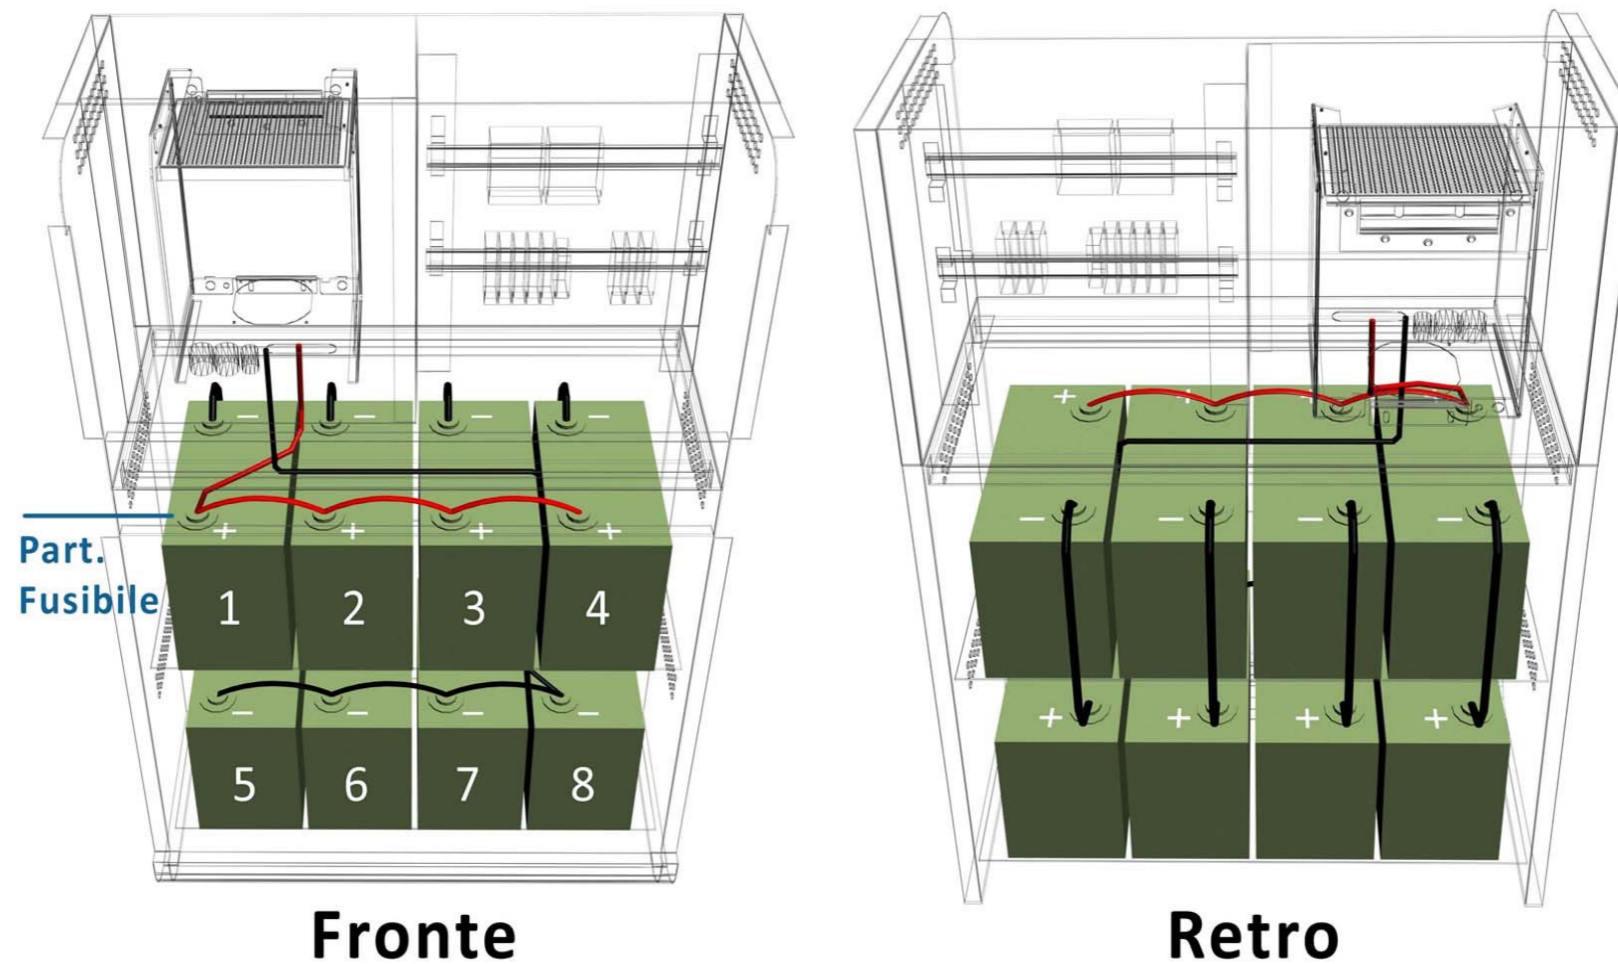 − − − −
+ + + +
Part.
Fusibile
1 2 3 4
− − − −
5 6 7 8
Fronte
+ +
− − − −
+ + + +
Retro